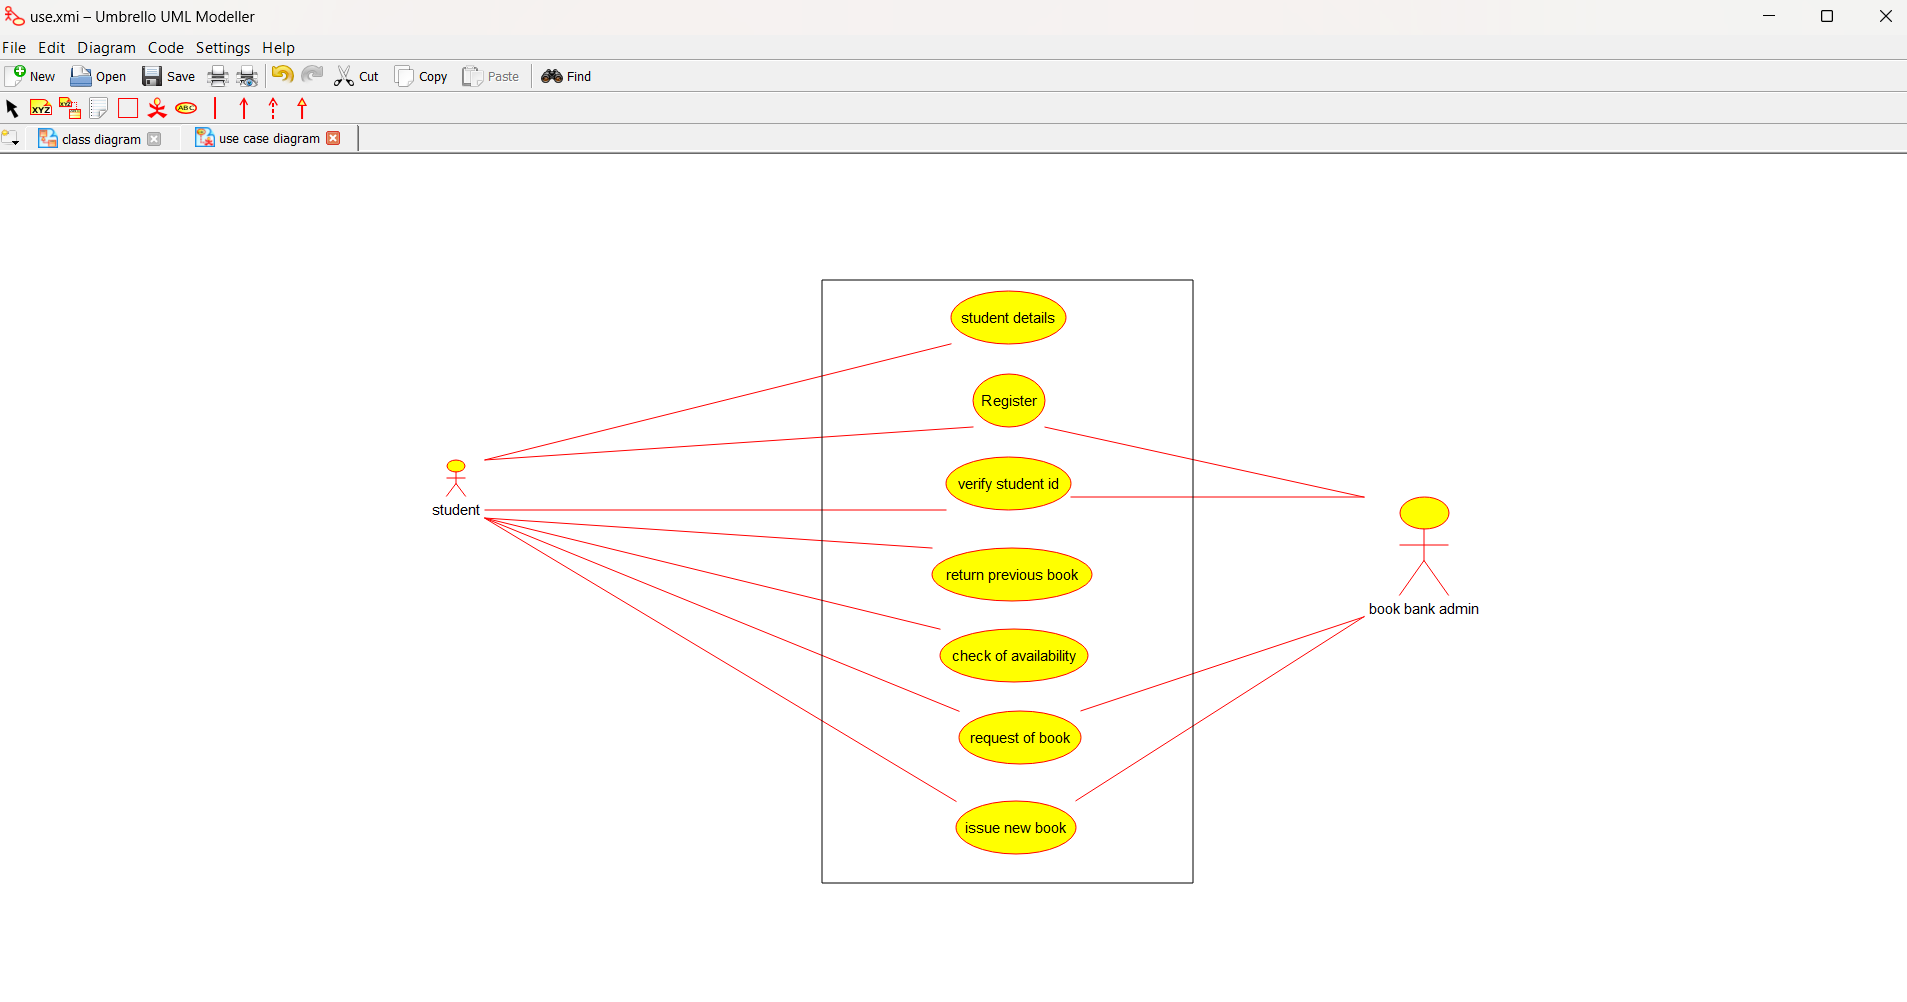 use.xmi – Umbrello UML Modeller
File Edit Diagram Code Settings Help
New Open Save Cut Copy Paste Find
XYZ XYZ ABC
class diagram use case diagram
student details
Register
verify student id
student
book bank admin
return previous book
check of availability
request of book
issue new book